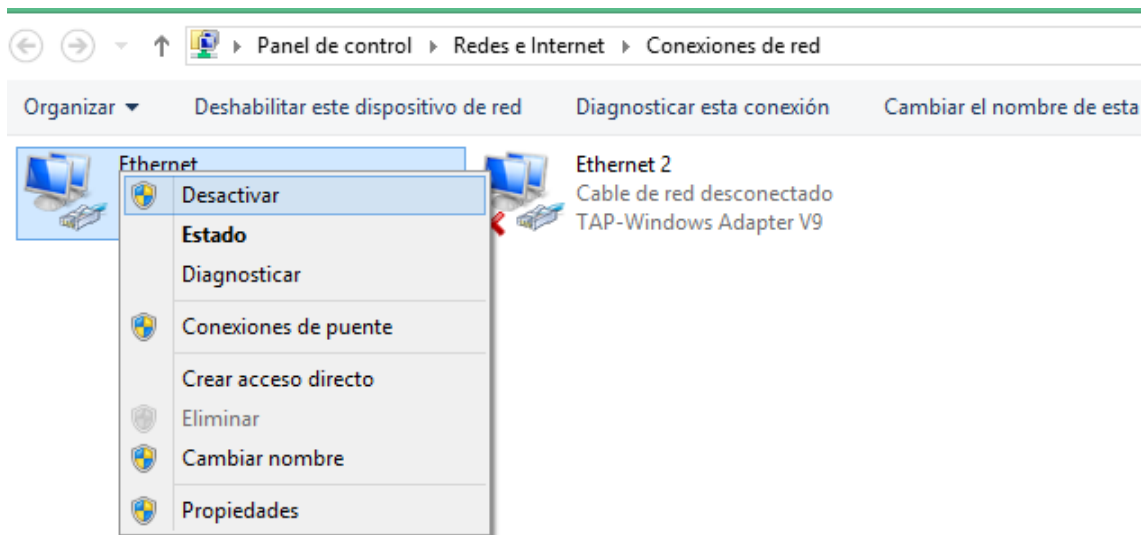 Panel de control Redes e Internet Conexiones de red
Organizar Deshabilitar este dispositivo de red Diagnosticar esta conexión Cambiar el nombre de esta
Ethernet
Desactivar
Estado
Diagnosticar
Conexiones de puente
Crear acceso directo
Eliminar
Cambiar nombre
Propiedades
Ethernet 2
Cable de red desconectado
TAP-Windows Adapter V9